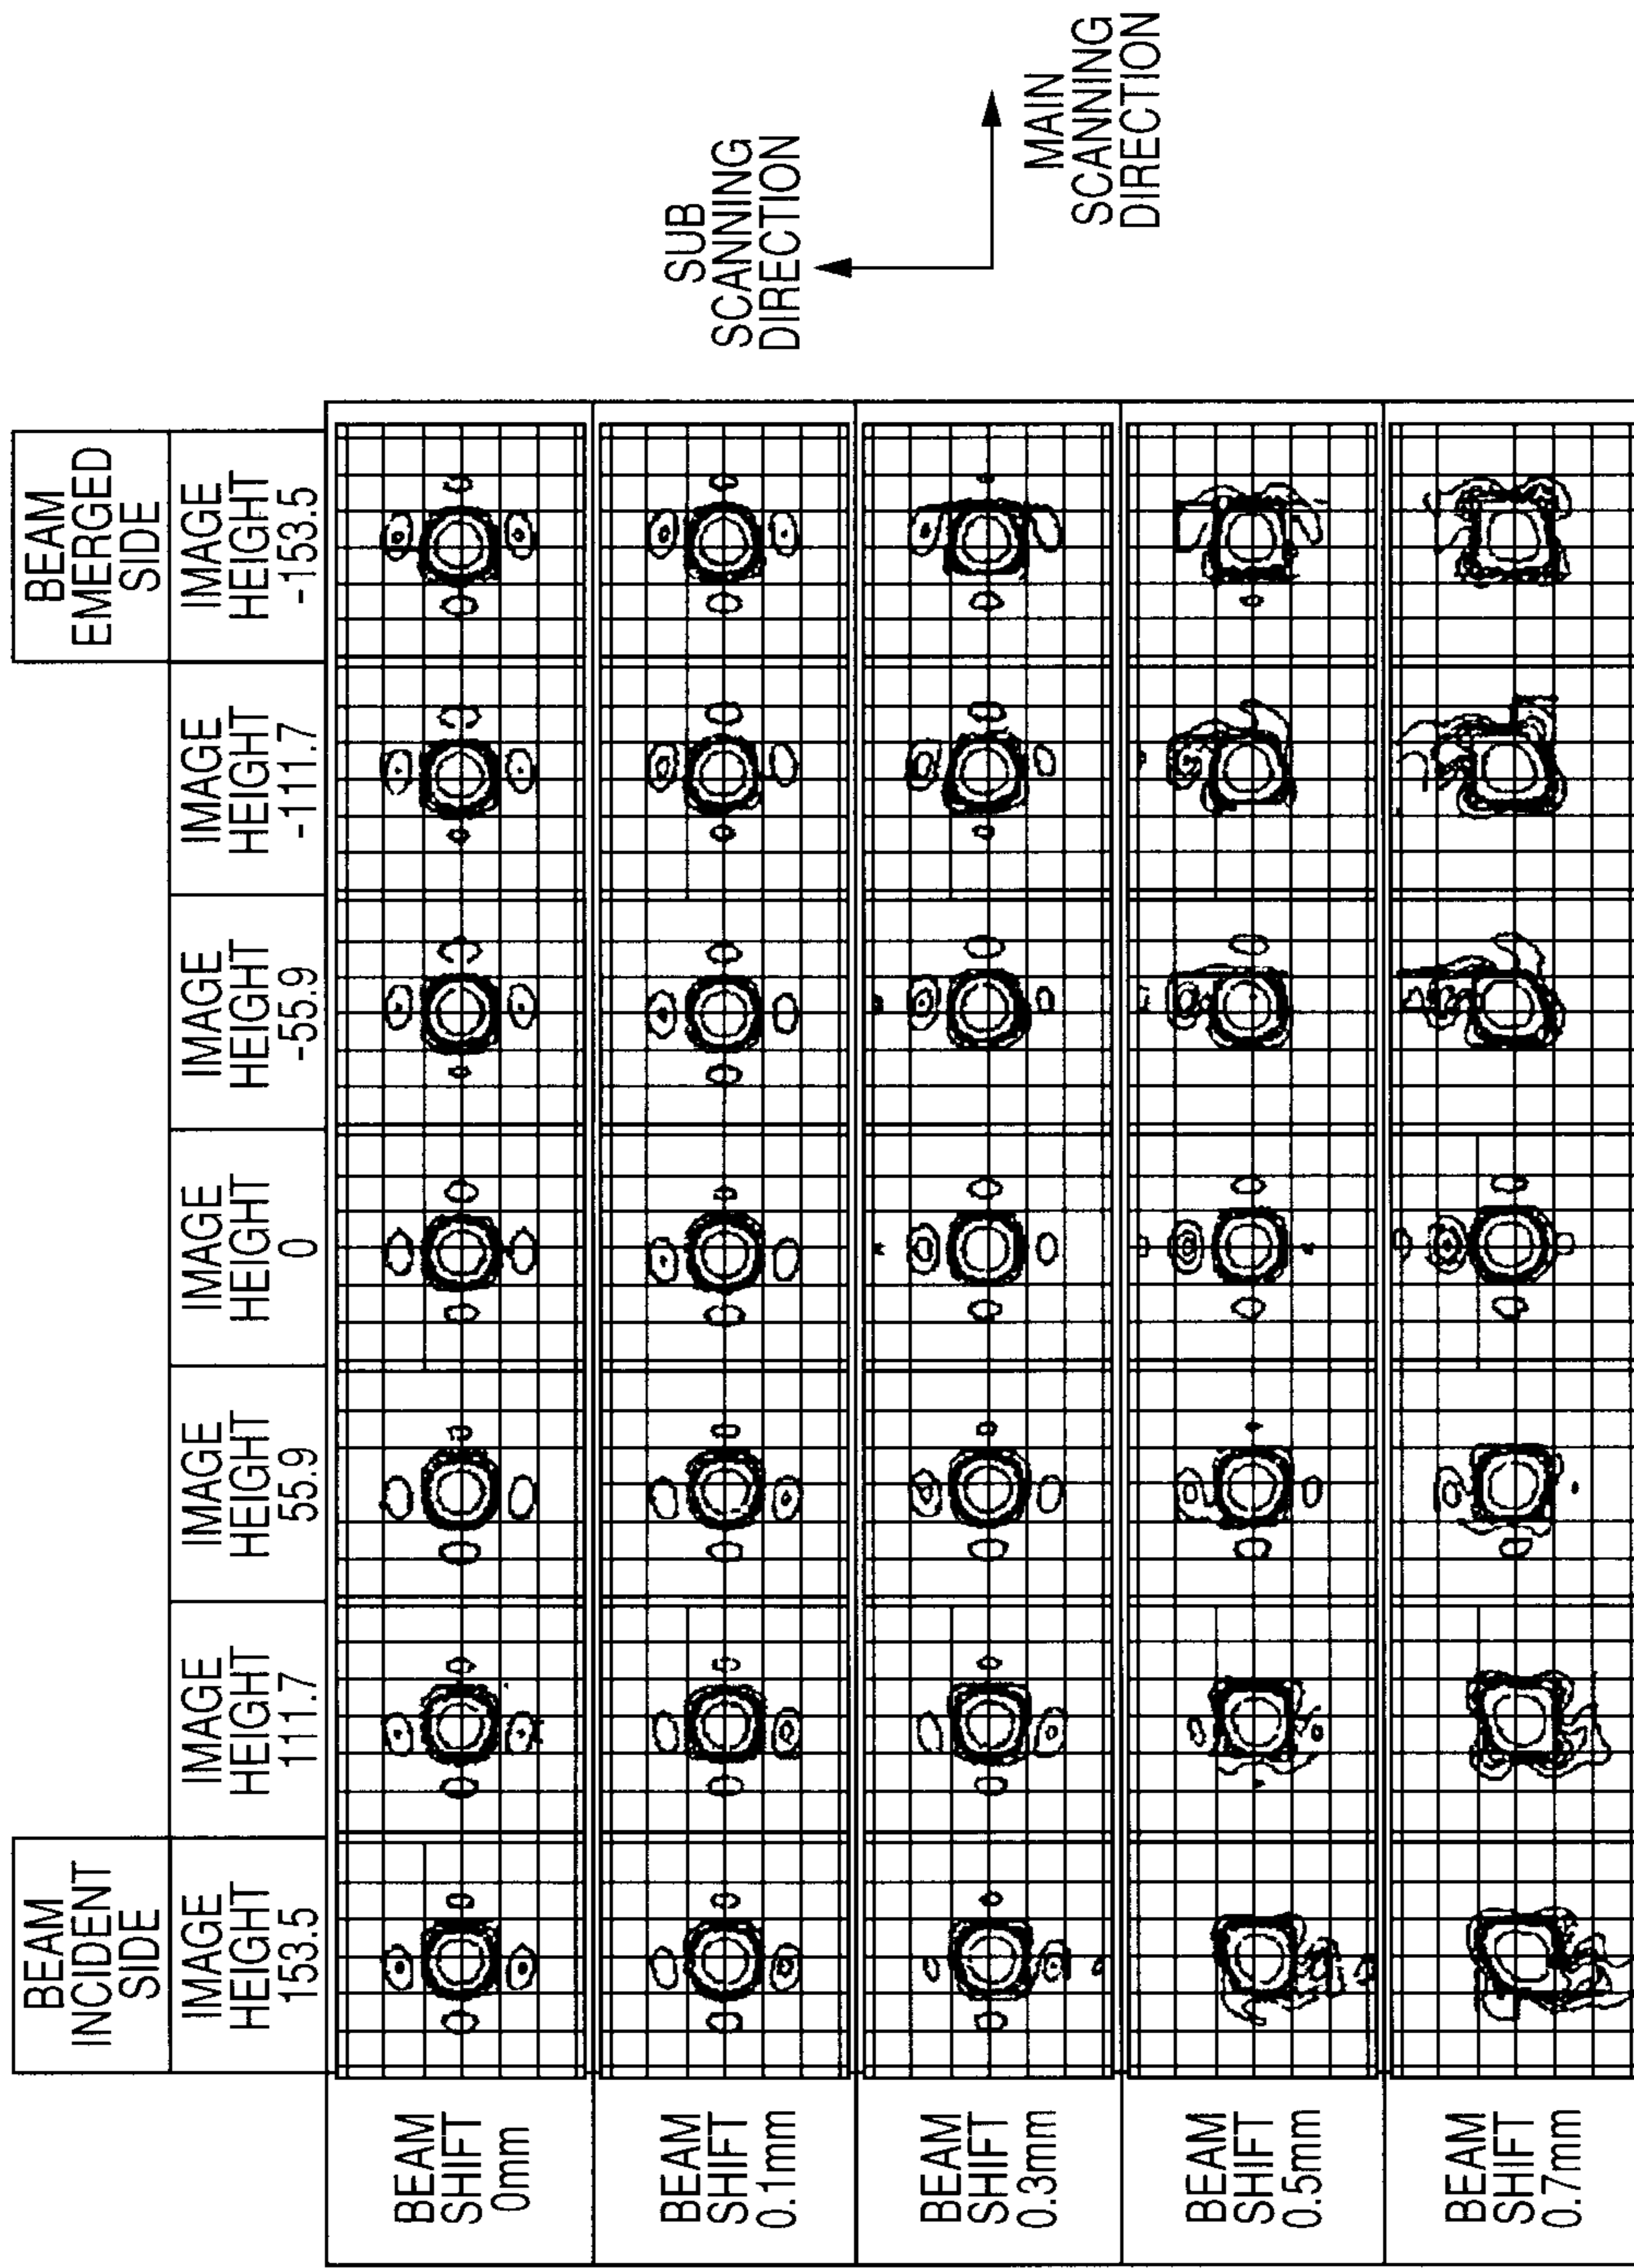 BEAM
INCIDENT
SIDE
BEAM
EMERGED
SIDE
IMAGE
HEIGHT
153.5
IMAGE
HEIGHT
111.7
IMAGE
HEIGHT
55.9
IMAGE
HEIGHT
0
IMAGE
HEIGHT
-55.9
IMAGE
HEIGHT
-111.7
IMAGE
HEIGHT
-153.5
BEAM
SHIFT
0mm
BEAM
SHIFT
0.1mm
BEAM
SHIFT
0.3mm
BEAM
SHIFT
0.5mm
BEAM
SHIFT
0.7mm
SUB
SCANNING
DIRECTION
MAIN
SCANNING
DIRECTION